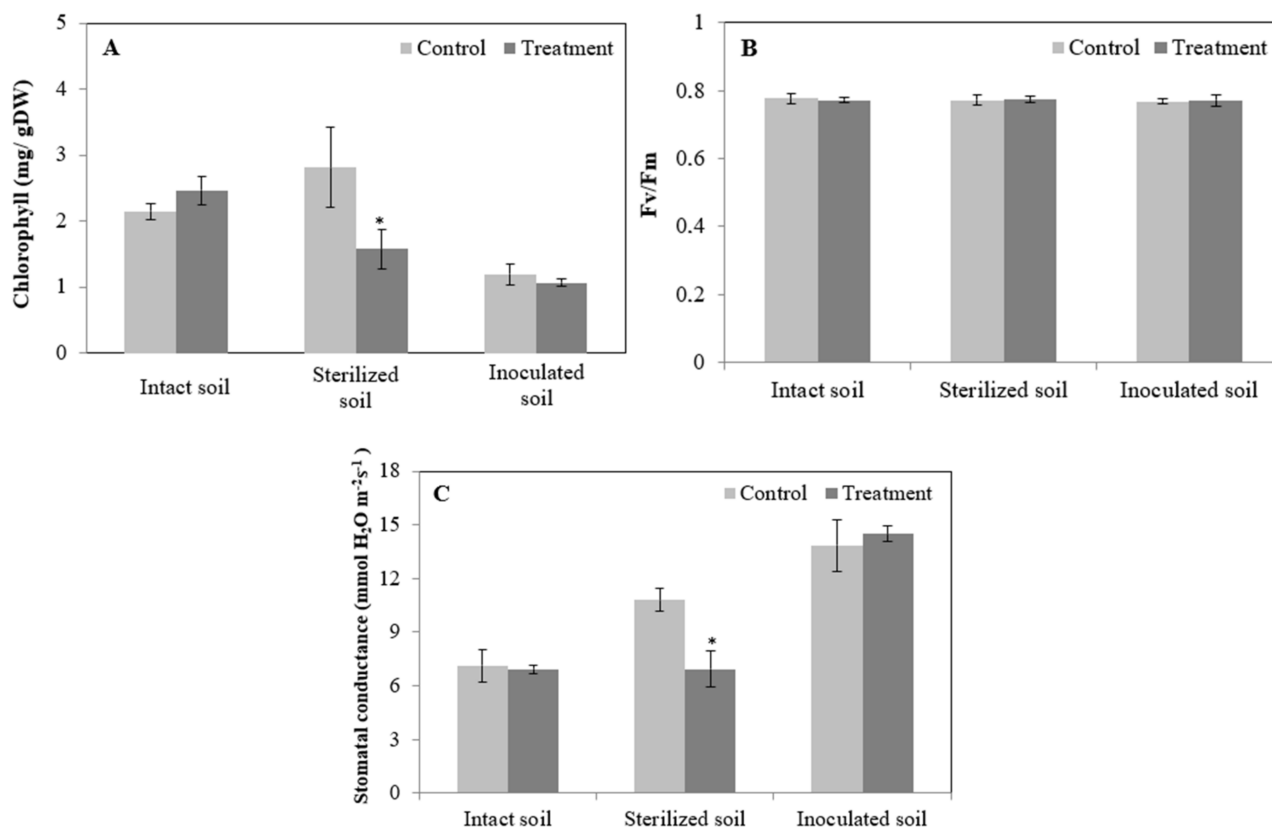 A
Control Treatment
Chlorophyll (mg/ gDW)
5
4
3
2
1
0
*
Intact soil
Sterilized
soil
Inoculated
soil
B
Control Treatment
Fv/Fm
1
0.8
0.6
0.4
0.2
0
Intact soil Sterilized soil Inoculated soil
C
Control Treatment
Stomatal conductance (mmol H₂O m⁻²s⁻¹ )
18
15
12
9
6
3
0
*
Intact soil Sterilized soil Inoculated soil